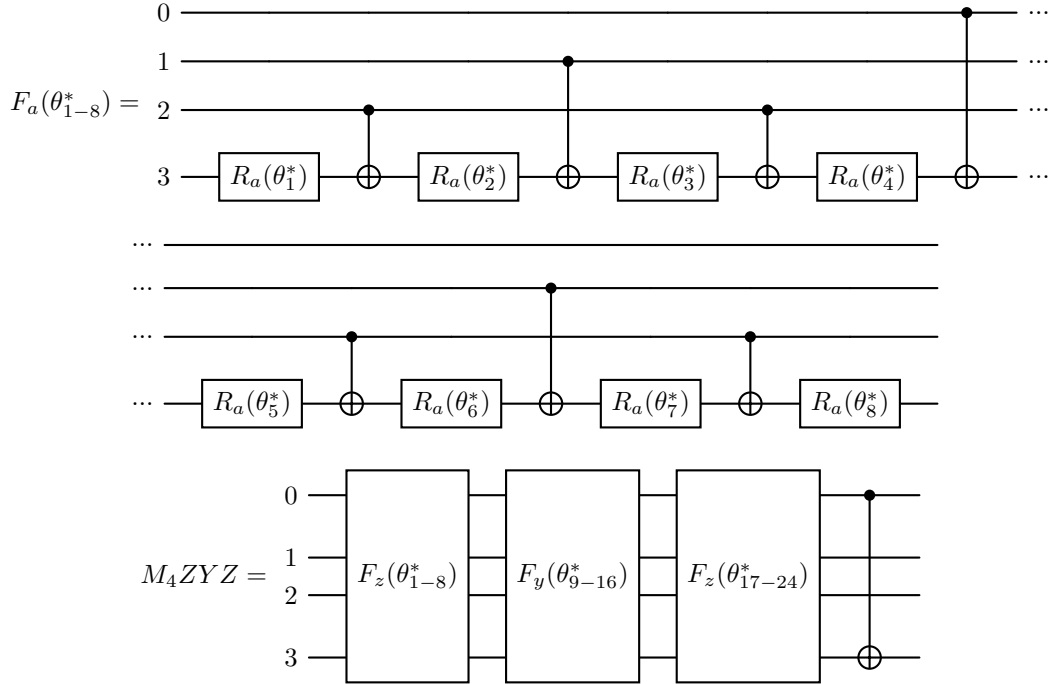 0 ...
1 ...
F_a(θ*_{1−8}) = 2 ...
3 R_a(θ*_1) R_a(θ*_2) R_a(θ*_3) R_a(θ*_4) ...
...
...
...
... R_a(θ*_5) R_a(θ*_6) R_a(θ*_7) R_a(θ*_8)
0
1
M_4ZYZ = F_z(θ*_{1−8}) F_y(θ*_{9−16}) F_z(θ*_{17−24})
2
3